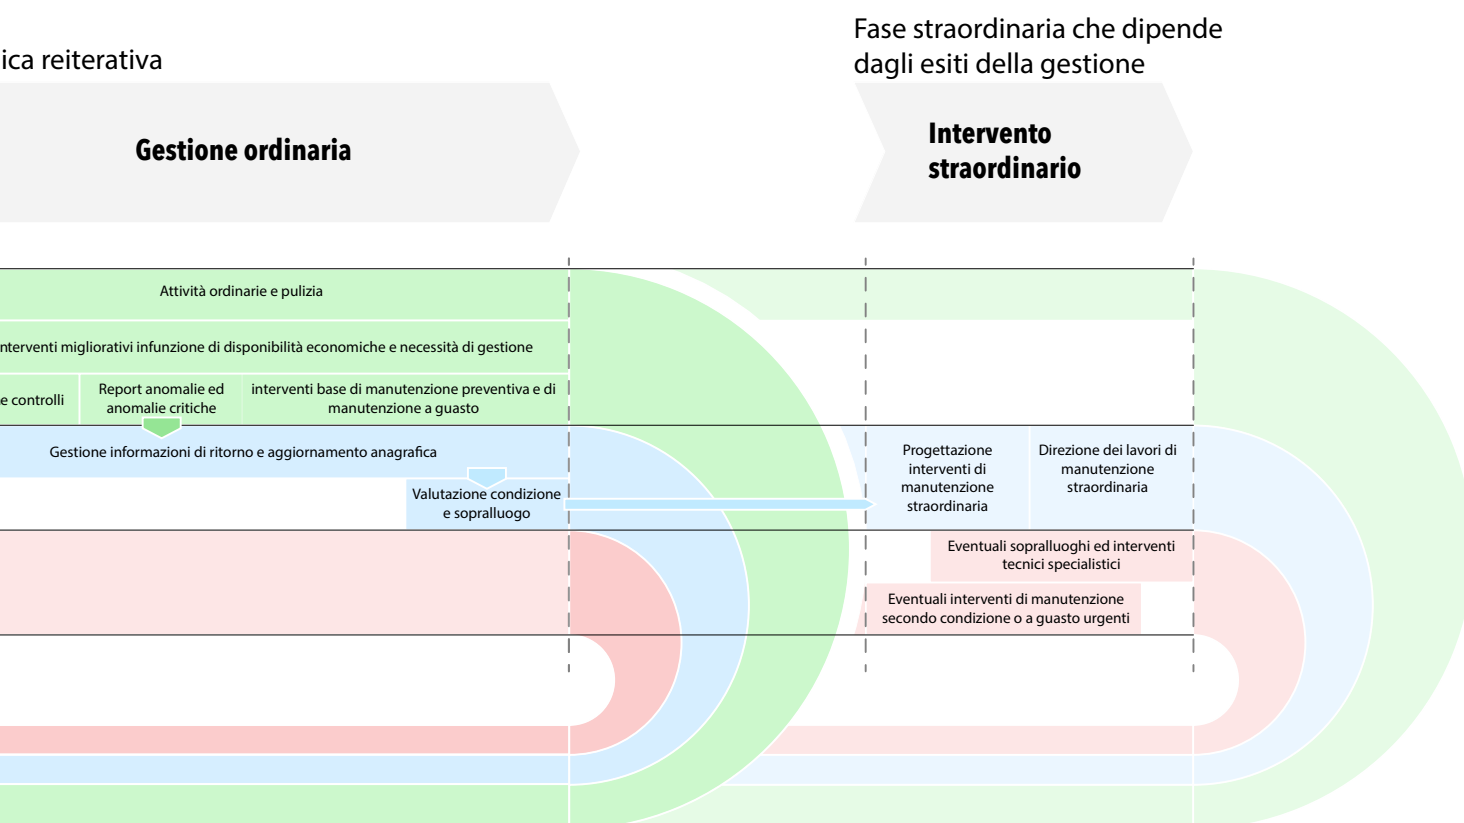 Fase straordinaria che dipende
dagli esiti della gestione
ica reiterativa
Gestione ordinaria
Intervento
straordinario
Attività ordinarie e pulizia
nterventi migliorativi infunzione di disponibilità economiche e necessità di gestione
e controlli
Report anomalie ed
anomalie critiche
interventi base di manutenzione preventiva e di
manutenzione a guasto
Gestione informazioni di ritorno e aggiornamento anagrafica
Valutazione condizione
e sopralluogo
Progettazione
interventi di
manutenzione
straordinaria
Direzione dei lavori di
manutenzione
straordinaria
Eventuali sopralluoghi ed interventi
tecnici specialistici
Eventuali interventi di manutenzione
secondo condizione o a guasto urgenti